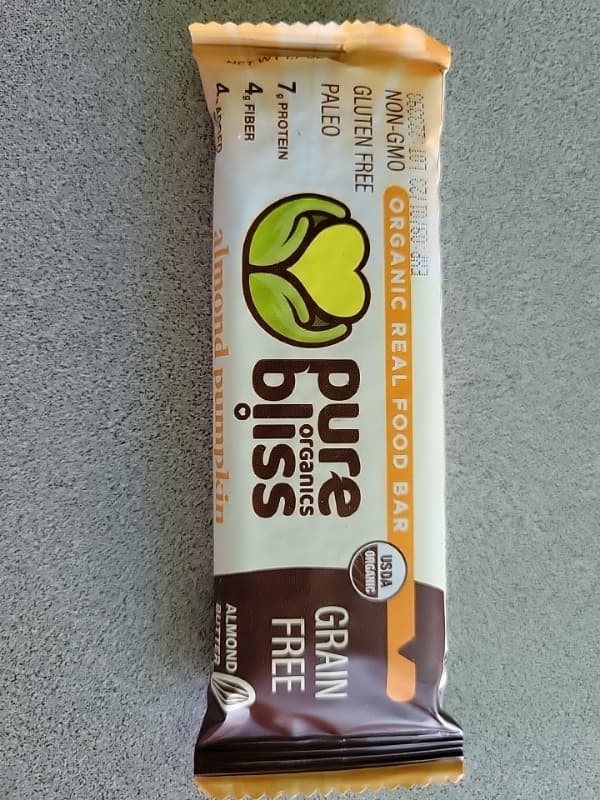 ORGANIC REAL FOOD BAR
NON-GMO
GLUTEN FREE
PALEO
7g PROTEIN
4g FIBER
pure
organics
bliss
USDA
ORGANIC
GRAIN
FREE
almond pumpkin
ALMOND
BUTTER